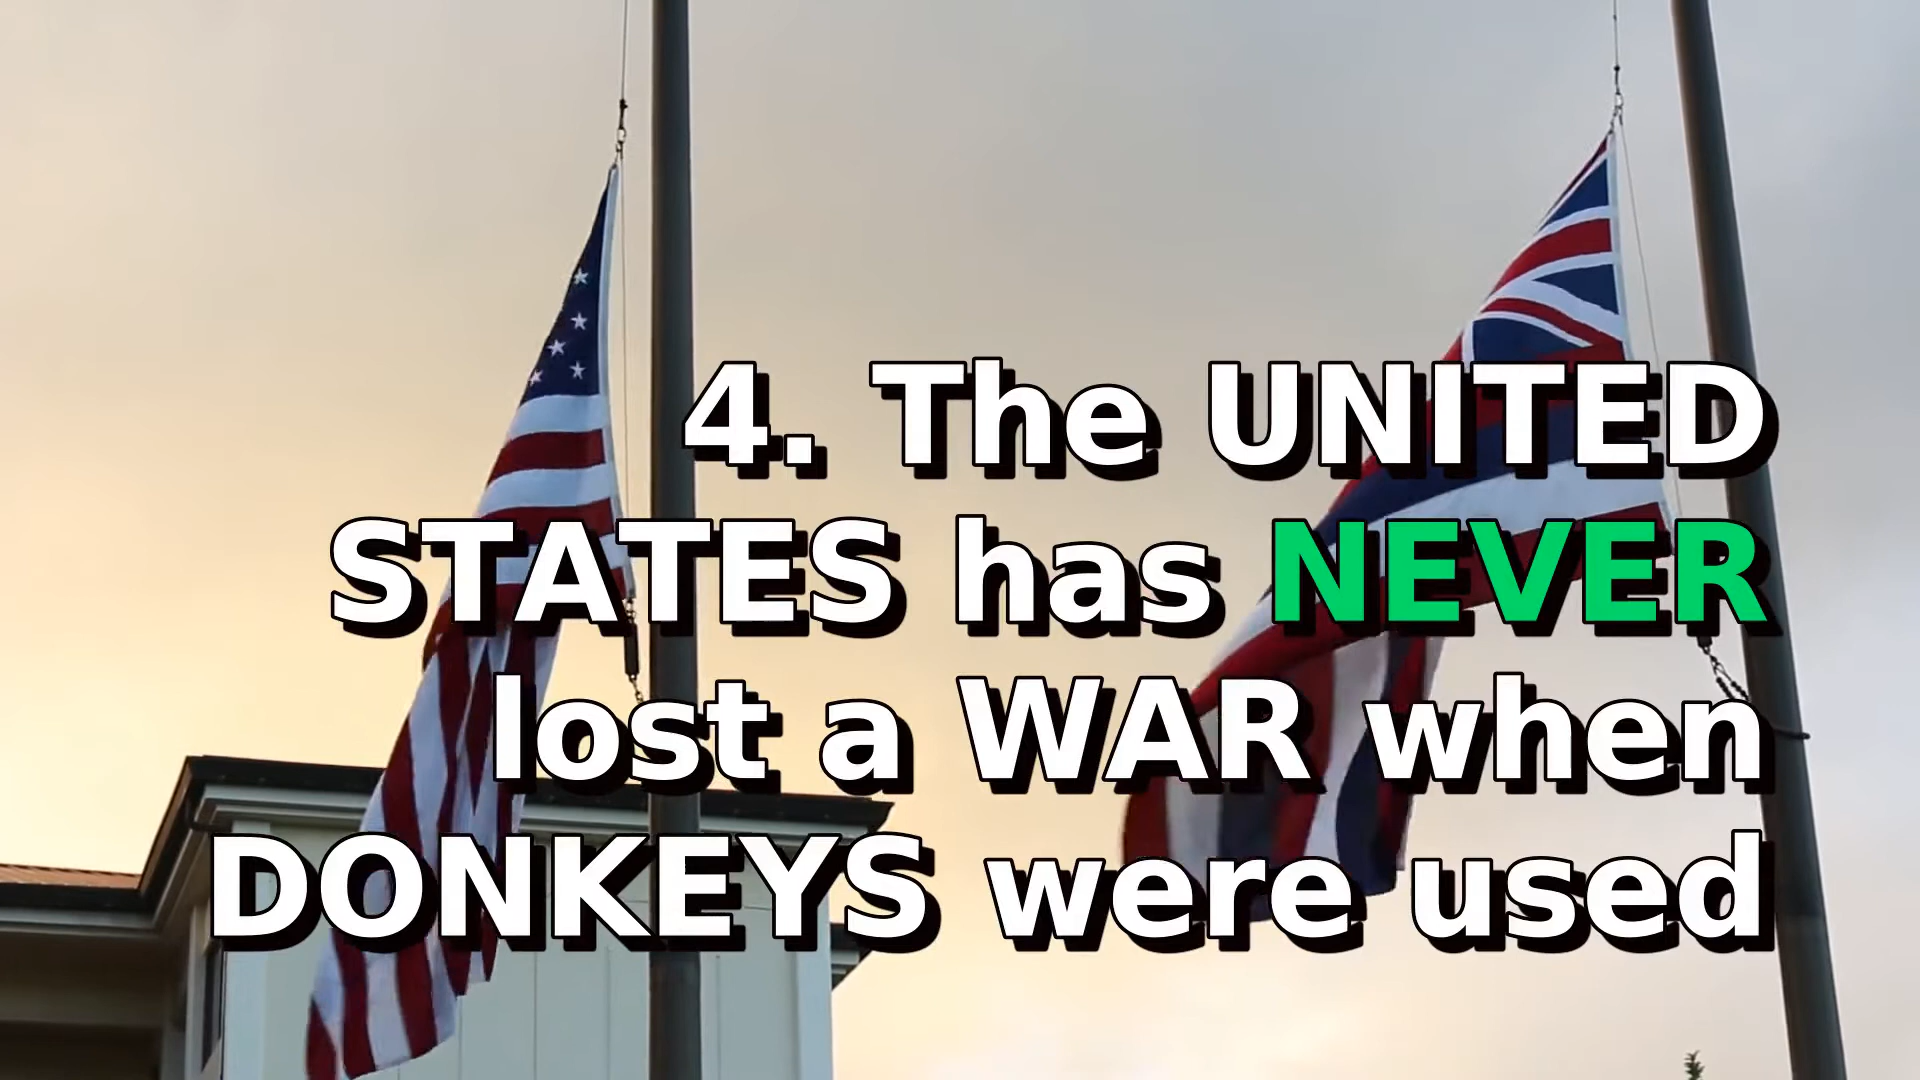 4. The UNITED
STATES has NEVER
lost a WAR when
DONKEYS were used